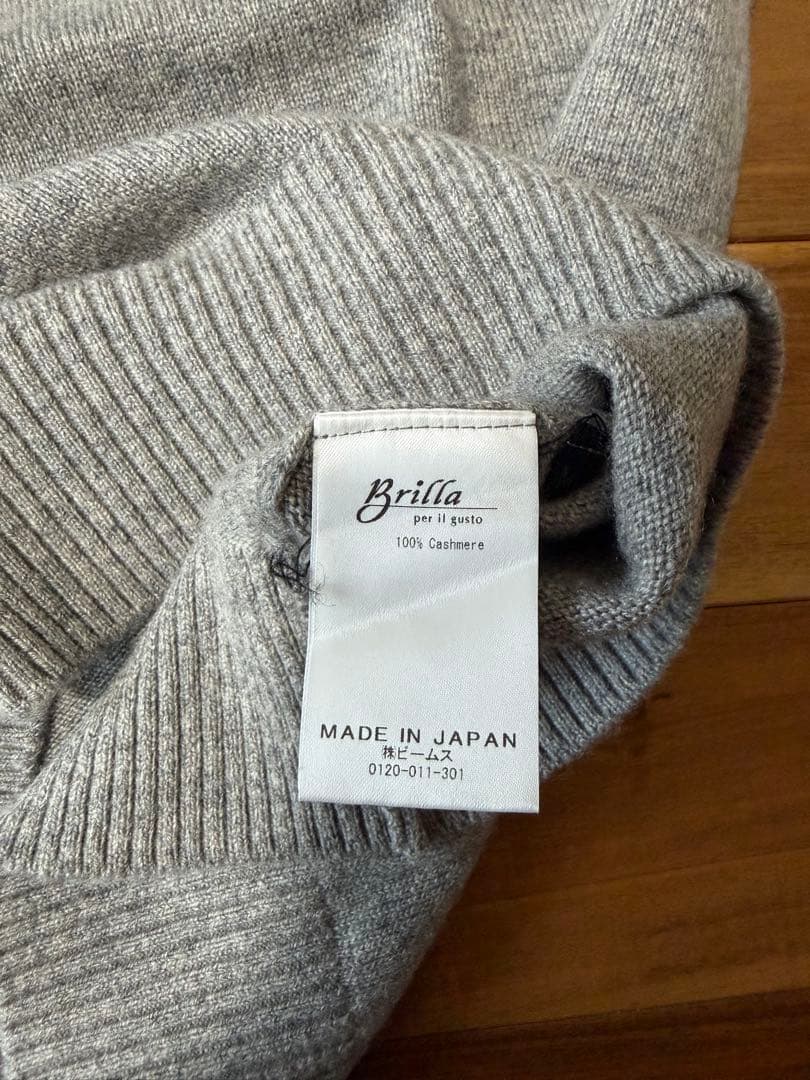 Brilla
per il gusto
100% Cashmere
MADE IN JAPAN
㈱ビームス
0120-011-301